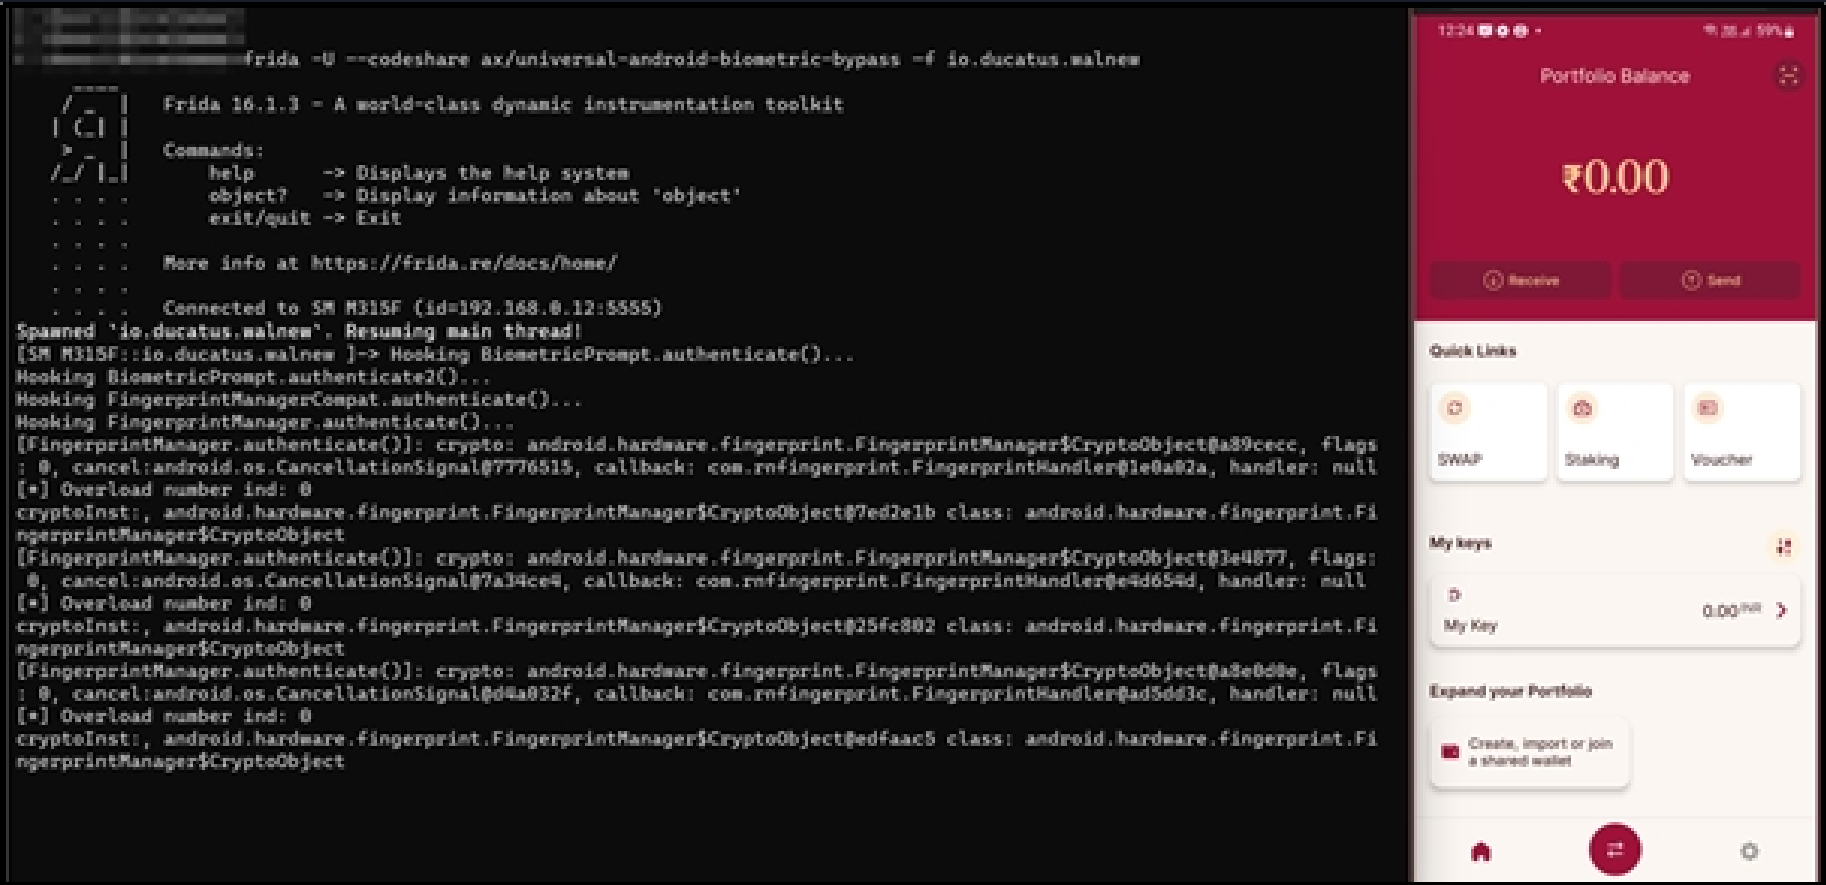 frida -U --codeshare ax/universal-android-biometric-bypass -f io.ducatus.walnew
Frida 16.1.3 - A world-class dynamic instrumentation toolkit
Commands:
help -> Displays the help system
object? -> Display information about 'object'
exit/quit -> Exit
More info at https://frida.re/docs/home/
Connected to SM M315F (id=192.168.0.12:5555)
Spawned `io.ducatus.walnew`. Resuming main thread!
[SM M315F::io.ducatus.walnew ]-> Hooking BiometricPrompt.authenticate()...
Hooking BiometricPrompt.authenticate2()...
Hooking FingerprintManagerCompat.authenticate()...
Hooking FingerprintManager.authenticate()...
[FingerprintManager.authenticate()]: crypto: android.hardware.fingerprint.FingerprintManager$CryptoObject@a89cecc, flags
: 0, cancel:android.os.CancellationSignal@7776515, callback: com.rnfingerprint.FingerprintHandler@1e0a02a, handler: null
[*] Overload number ind: 0
cryptoInst:, android.hardware.fingerprint.FingerprintManager$CryptoObject@7ed2e1b class: android.hardware.fingerprint.Fi
ngerprintManager$CryptoObject
[FingerprintManager.authenticate()]: crypto: android.hardware.fingerprint.FingerprintManager$CryptoObject@3e4877, flags:
0, cancel:android.os.CancellationSignal@7a34ce4, callback: com.rnfingerprint.FingerprintHandler@e4d654d, handler: null
[*] Overload number ind: 0
cryptoInst:, android.hardware.fingerprint.FingerprintManager$CryptoObject@25fc802 class: android.hardware.fingerprint.Fi
ngerprintManager$CryptoObject
[FingerprintManager.authenticate()]: crypto: android.hardware.fingerprint.FingerprintManager$CryptoObject@a8e0d0e, flags
: 0, cancel:android.os.CancellationSignal@d4a032f, callback: com.rnfingerprint.FingerprintHandler@ad5dd3c, handler: null
[*] Overload number ind: 0
cryptoInst:, android.hardware.fingerprint.FingerprintManager$CryptoObject@edfaac5 class: android.hardware.fingerprint.Fi
ngerprintManager$CryptoObject
12:24 59%
Portfolio Balance
₹0.00
Receive Send
Quick Links
SWAP Staking Voucher
My keys
My Key 0.00 INR
Expand your Portfolio
Create, import or join
a shared wallet